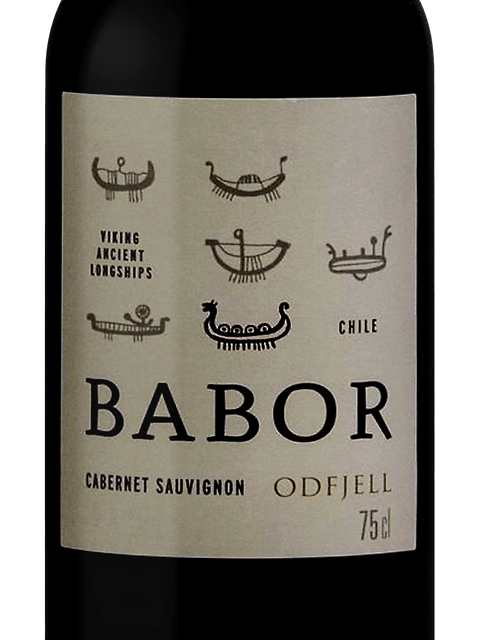 VIKING
ANCIENT
LONGSHIPS
CHILE
BABOR
CABERNET SAUVIGNON ODFJELL
75cl